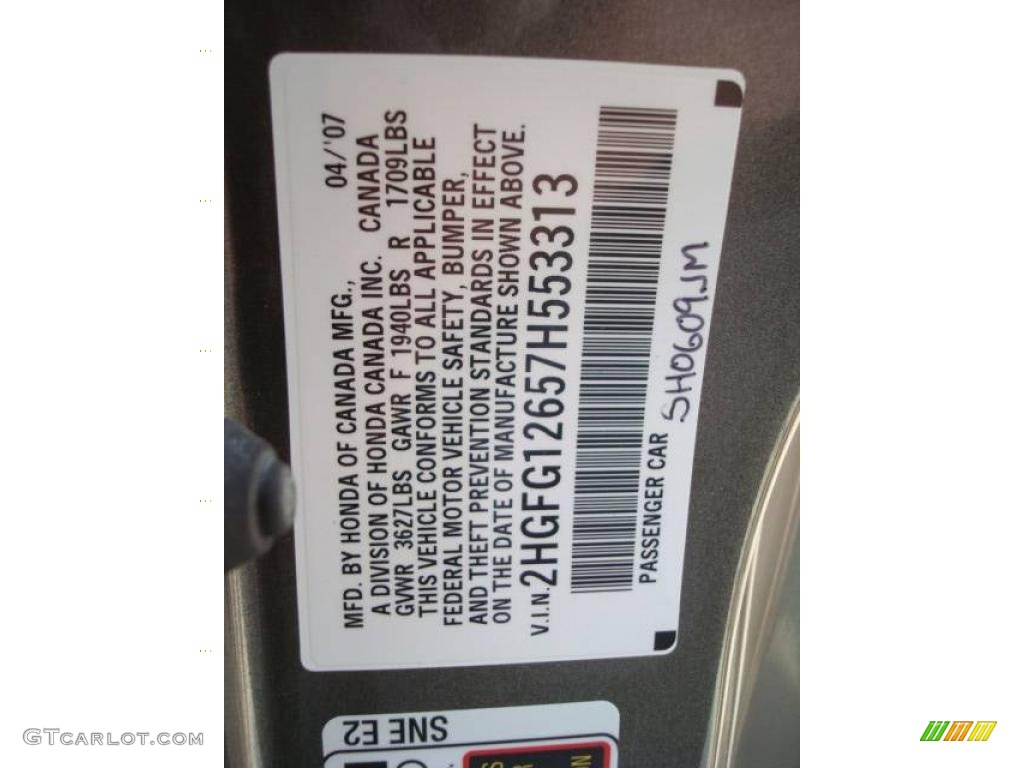 MFD. BY HONDA OF CANADA MFG., 04/'07
A DIVISION OF HONDA CANADA INC. CANADA
GVWR 3627LBS GAWR F 1940LBS R 1709LBS
THIS VEHICLE CONFORMS TO ALL APPLICABLE
FEDERAL MOTOR VEHICLE SAFETY, BUMPER,
AND THEFT PREVENTION STANDARDS IN EFFECT
ON THE DATE OF MANUFACTURE SHOWN ABOVE.
V.I.N. 2HGFG12657H553313
PASSENGER CAR SH0609JM
SNE E2
GTCarLot.com